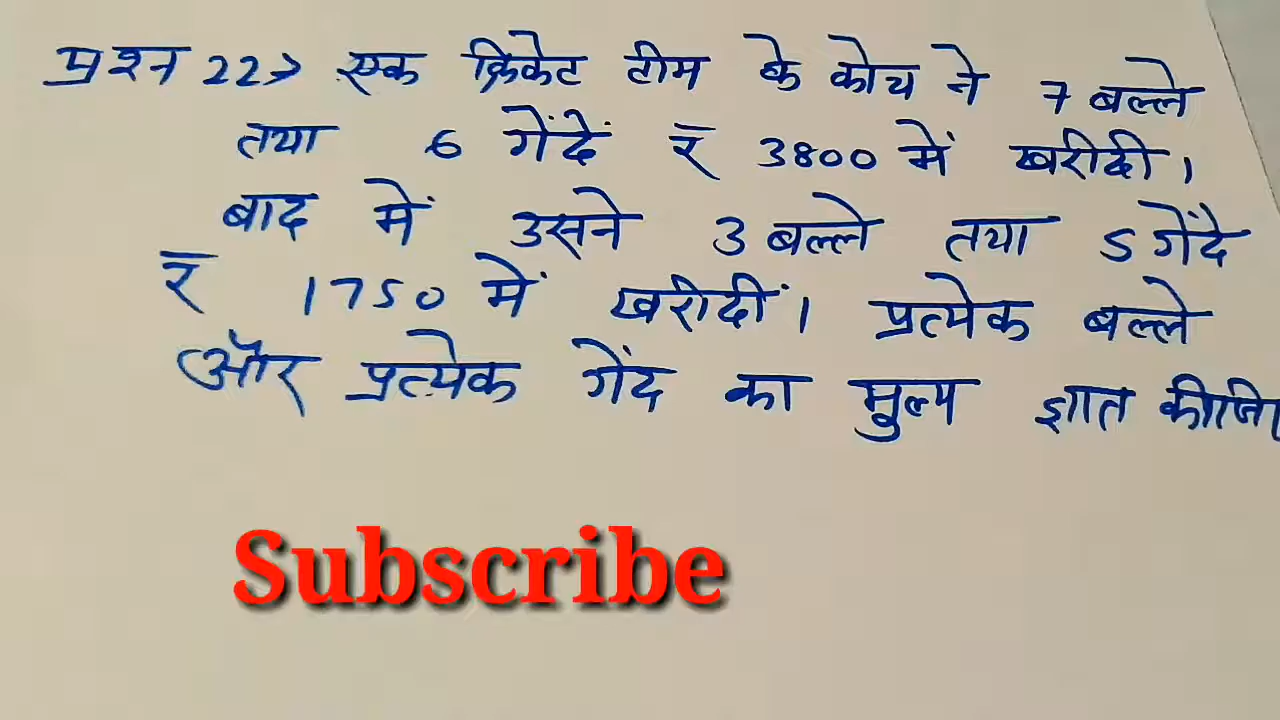 प्रश्न 22> एक क्रिकेट टीम के कोच ने 7 बल्ले
तथा 6 गेंदें ₹ 3800 में खरीदी।
बाद में उसने 3 बल्ले तथा 5 गेंदे
₹ 1750 में खरीदीं। प्रत्येक बल्ले
और प्रत्येक गेंद का मुल्य ज्ञात कीजि
Subscribe